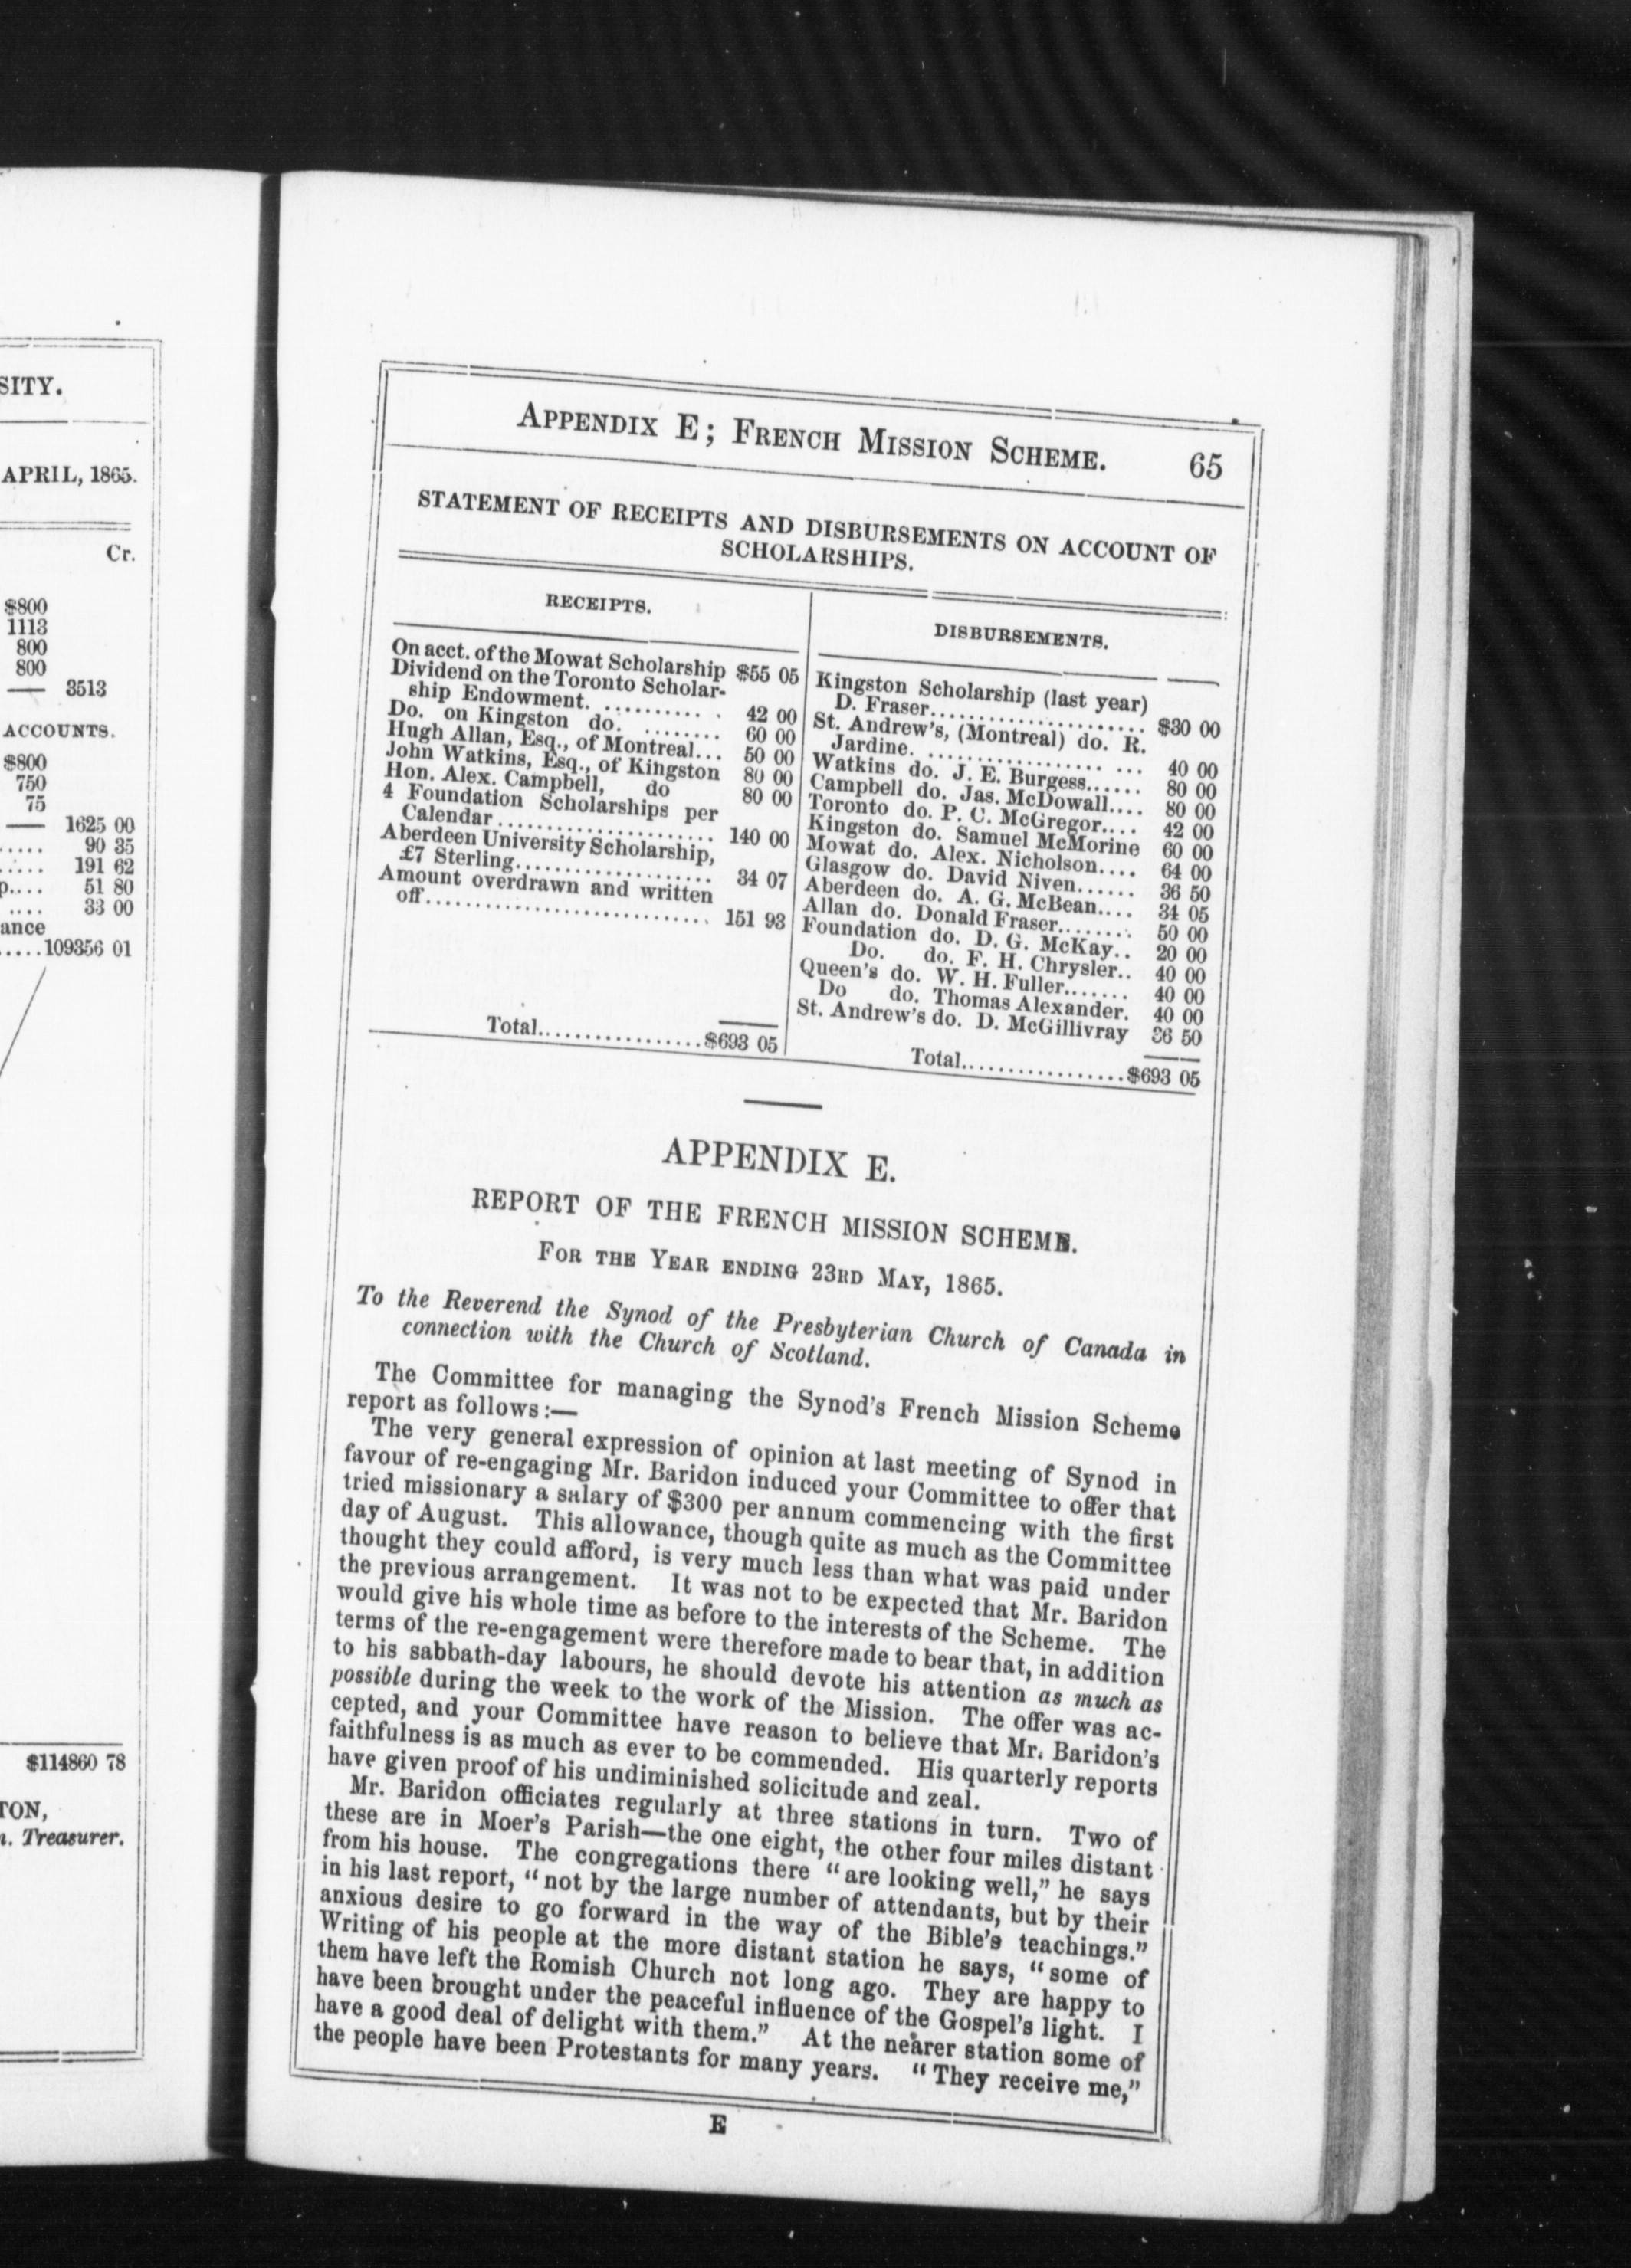 SITY.
APRIL, 1865.
Cr.
$800
1113
800
800
3513
ACCOUNTS.
$800
750
75
1625 00
..... 90 35
..... 191 62
p.... 51 80
.... 33 00
ance
.....109356 01
$114860 78
TON,
Treasurer.
APPENDIX E; FRENCH MISSION SCHEME. 65
STATEMENT OF RECEIPTS AND DISBURSEMENTS ON ACCOUNT OF
SCHOLARSHIPS.
RECEIPTS.
On acct. of the Mowat Scholarship $55 05
Dividend on the Toronto Scholar-
ship Endowment. .......... . 42 00
Do. on Kingston do. ........ 60 00
Hugh Allan, Esq., of Montreal... 50 00
John Watkins, Esq., of Kingston 80 00
Hon. Alex. Campbell, do 80 00
4 Foundation Scholarships per
Calendar...................... 140 00
Aberdeen University Scholarship,
£7 Sterling.................... 34 07
Amount overdrawn and written
off............................. 151 93
Total.................$693 05
DISBURSEMENTS.
Kingston Scholarship (last year)
D. Fraser...................... $30 00
St. Andrew's, (Montreal) do. R.
Jardine. .................. ... 40 00
Watkins do. J. E. Burgess...... 80 00
Campbell do. Jas. McDowall.... 80 00
Toronto do. P. C. McGregor.... 42 00
Kingston do. Samuel McMorine 60 00
Mowat do. Alex. Nicholson.... 64 00
Glasgow do. David Niven...... 36 50
Aberdeen do. A. G. McBean.... 34 05
Allan do. Donald Fraser........ 50 00
Foundation do. D. G. McKay.. 20 00
Do. do. F. H. Chrysler.. 40 00
Queen's do. W. H. Fuller....... 40 00
Do do. Thomas Alexander. 40 00
St. Andrew's do. D. McGillivray 36 50
Total.................$693 05
APPENDIX E.
REPORT OF THE FRENCH MISSION SCHEME.
FOR THE YEAR ENDING 23RD MAY, 1865.
To the Reverend the Synod of the Presbyterian Church of Canada in
connection with the Church of Scotland.
The Committee for managing the Synod's French Mission Scheme
report as follows:—
The very general expression of opinion at last meeting of Synod in
favour of re-engaging Mr. Baridon induced your Committee to offer that
tried missionary a salary of $300 per annum commencing with the first
day of August. This allowance, though quite as much as the Committee
thought they could afford, is very much less than what was paid under
the previous arrangement. It was not to be expected that Mr. Baridon
would give his whole time as before to the interests of the Scheme. The
terms of the re-engagement were therefore made to bear that, in addition
to his sabbath-day labours, he should devote his attention as much as
possible during the week to the work of the Mission. The offer was ac-
cepted, and your Committee have reason to believe that Mr. Baridon's
faithfulness is as much as ever to be commended. His quarterly reports
have given proof of his undiminished solicitude and zeal.
Mr. Baridon officiates regularly at three stations in turn. Two of
these are in Moer's Parish—the one eight, the other four miles distant
from his house. The congregations there "are looking well," he says
in his last report, "not by the large number of attendants, but by their
anxious desire to go forward in the way of the Bible's teachings."
Writing of his people at the more distant station he says, "some of
them have left the Romish Church not long ago. They are happy to
have been brought under the peaceful influence of the Gospel's light. I
have a good deal of delight with them." At the nearer station some of
the people have been Protestants for many years. "They receive me,"
E